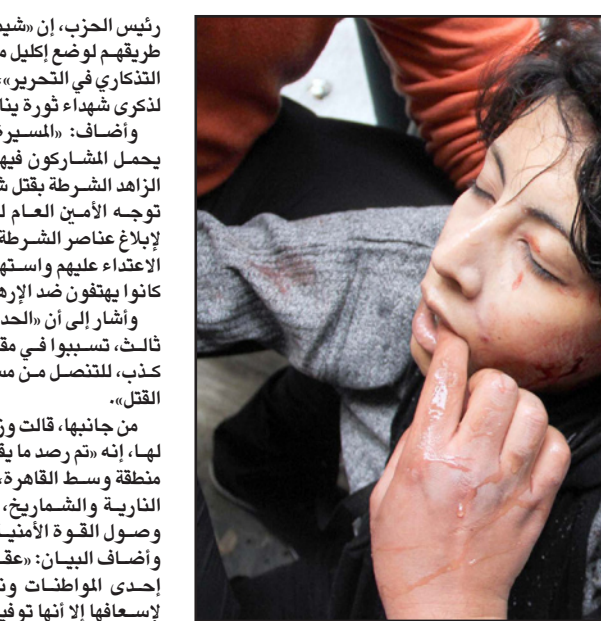 رئيس الحزب، إن «شيد
طريقهم لوضع إكليل م
التذكاري في التحرير»،
لذكرى شهداء ثورة ينا
وأضاف: «المسيرة
يحمل المشاركون فيه
الزاهد الشرطة بقتل ش
توجه الأمين العام ل
لإبلاغ عناصر الشرطة
الاعتداء عليهم واسته
كانوا يهتفون ضد الإره
وأشار إلى أن «الحد
ثالث، تسببوا في مق
كذب، للتنصل من مس
القتل».
من جانبها، قالت وز
لها، إنه «تم رصد ما يق
منطقة وسط القاهرة،
النارية والشماريخ،
وصول القوة الأمنية
وأضاف البيان: «عق
إحدى المواطنات ون
لإسعافها إلا أنها توفي